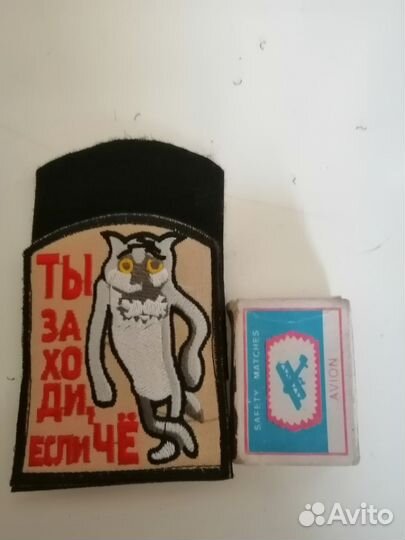 ТЫ
ЗА
ХО
ДИ,
ЕСЛИ ЧЁ
SAFETY MATCHES
AVION
Avito